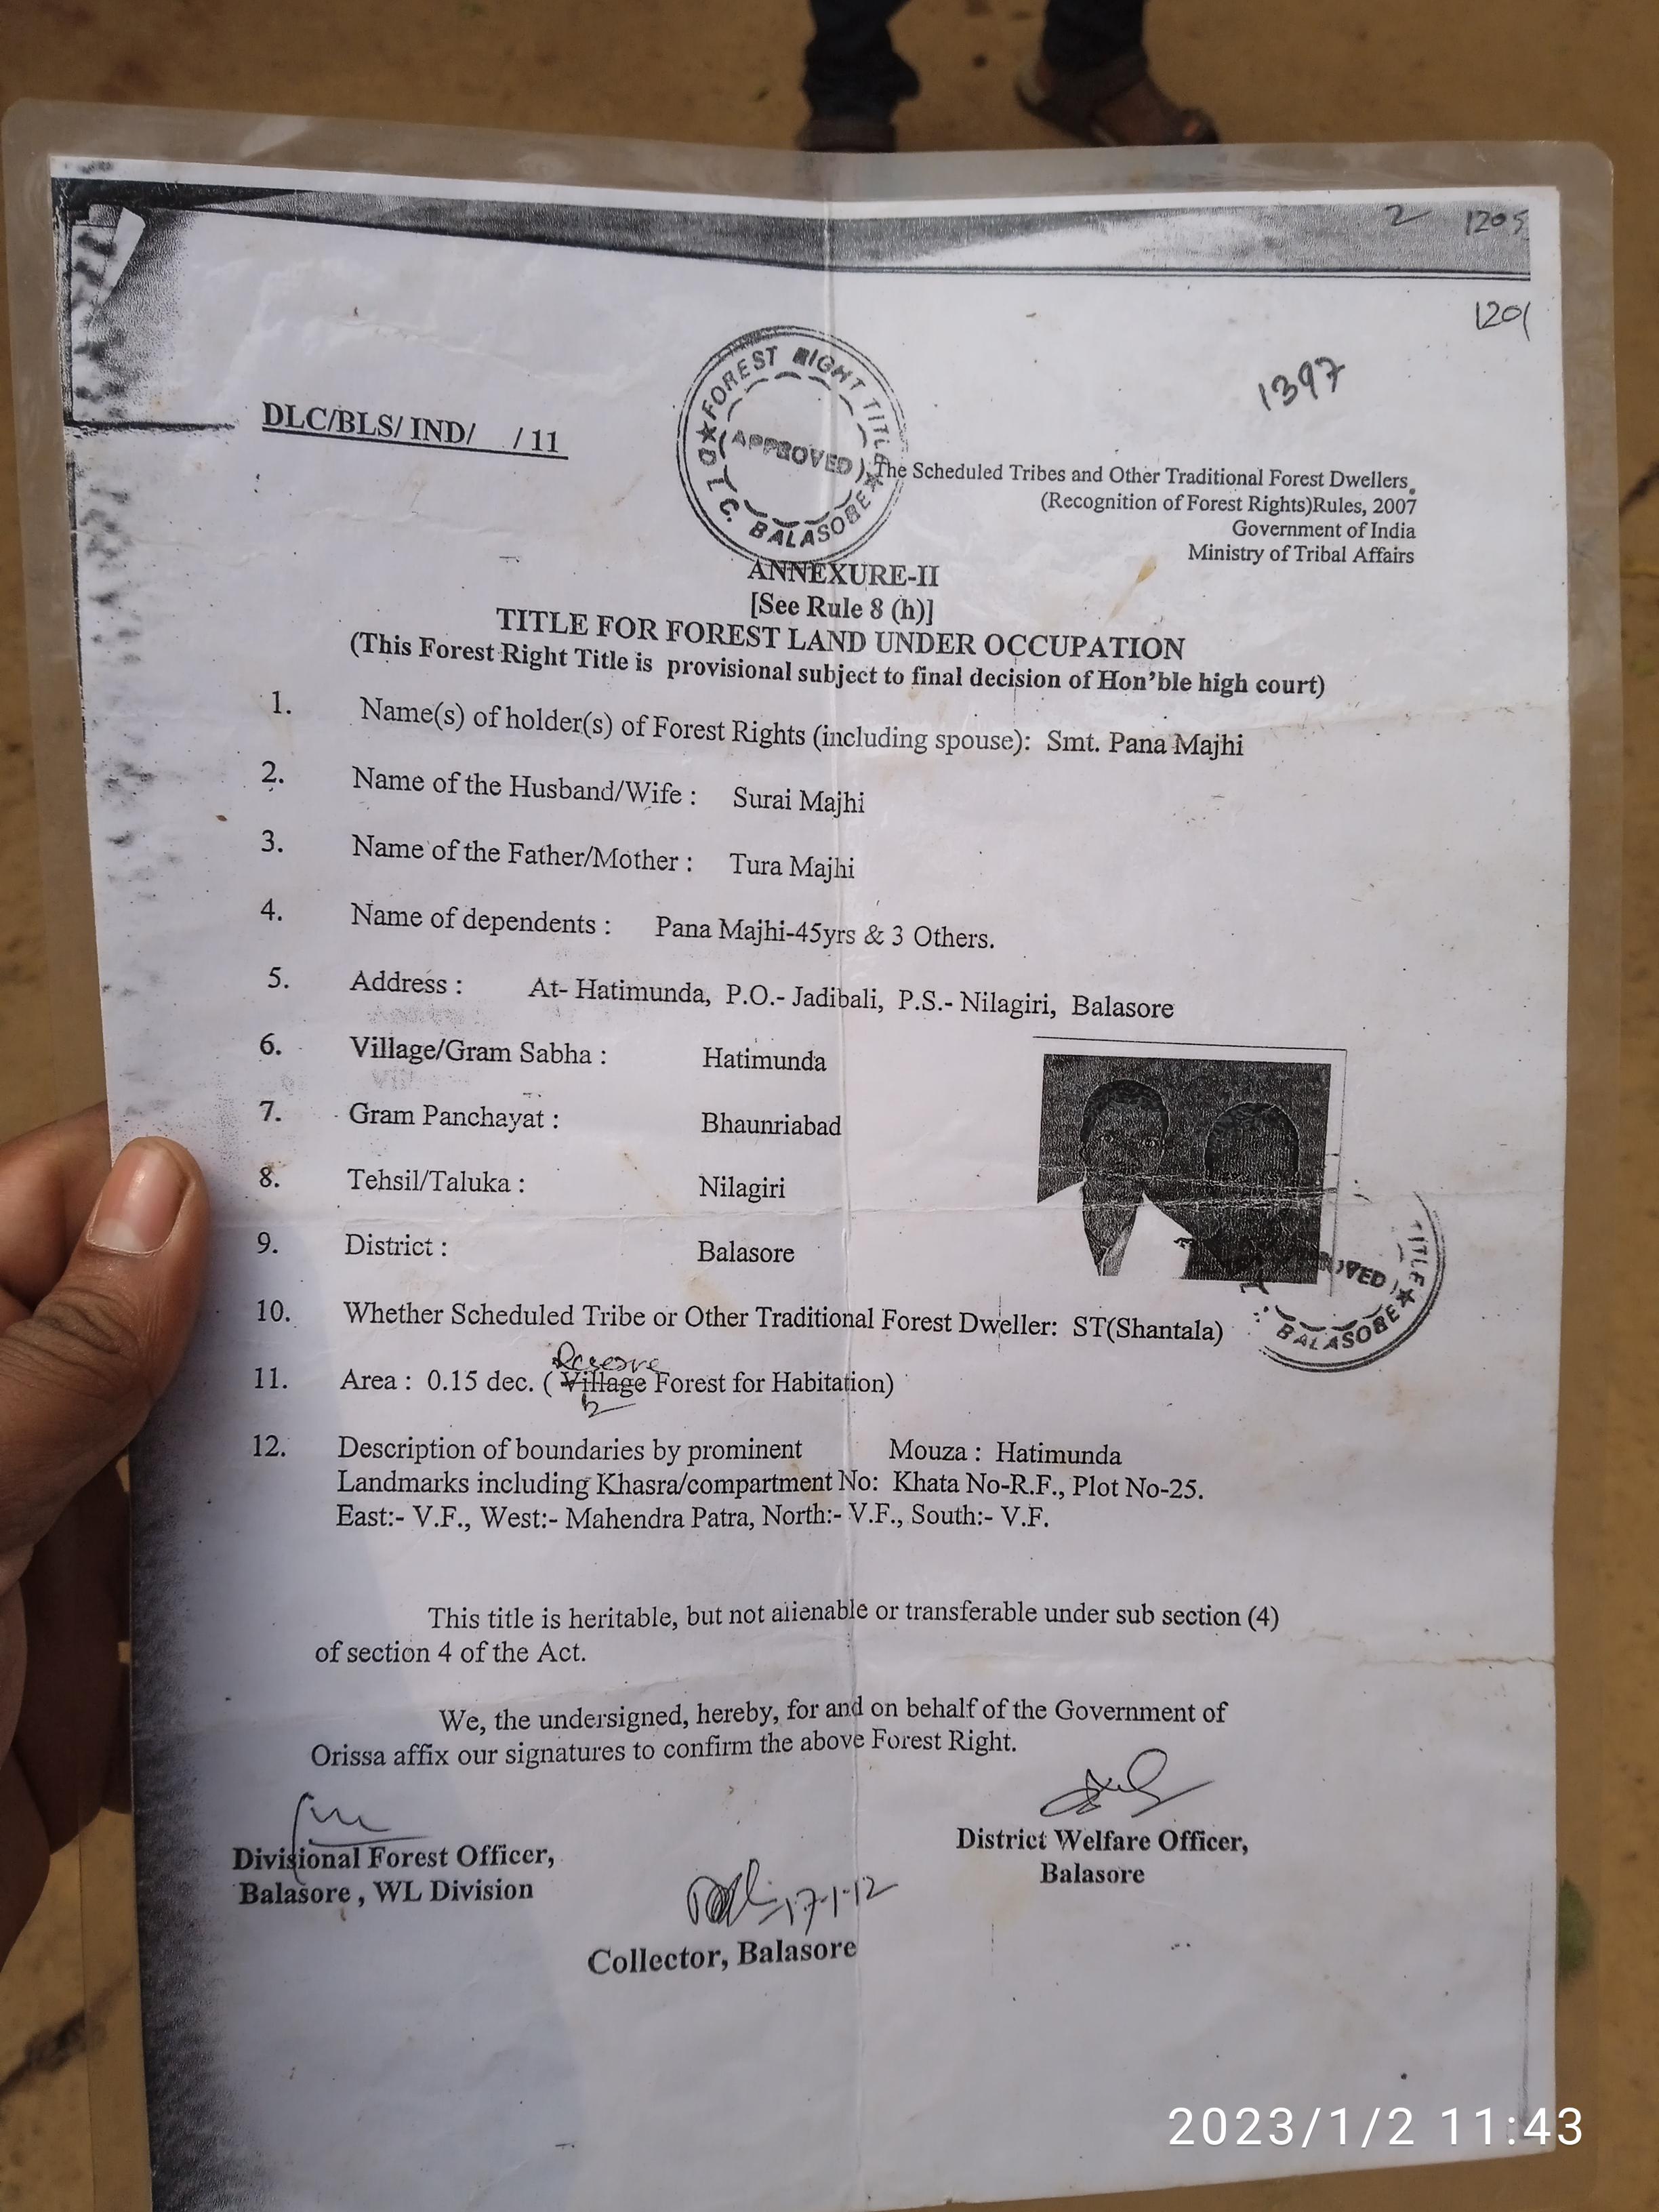 2 1205
1201
1397
DLC/BLS/ IND/ / 11
★ FOREST RIGHT TITLE ★ D.L.C. BALASORE
(APPROVED)
The Scheduled Tribes and Other Traditional Forest Dwellers
(Recognition of Forest Rights)Rules, 2007
Government of India
Ministry of Tribal Affairs
ANNEXURE-II
[See Rule 8 (h)]
TITLE FOR FOREST LAND UNDER OCCUPATION
(This Forest Right Title is provisional subject to final decision of Hon'ble high court)
1. Name(s) of holder(s) of Forest Rights (including spouse): Smt. Pana Majhi
2. Name of the Husband/Wife : Surai Majhi
3. Name of the Father/Mother : Tura Majhi
4. Name of dependents : Pana Majhi-45yrs & 3 Others.
5. Address : At- Hatimunda, P.O.- Jadibali, P.S.- Nilagiri, Balasore
6. Village/Gram Sabha : Hatimunda
7. Gram Panchayat : Bhaunriabad
8. Tehsil/Taluka : Nilagiri
9. District : Balasore
TITLE ★
BALASORE
10. Whether Scheduled Tribe or Other Traditional Forest Dweller: ST(Shantala)
Reserve
11. Area : 0.15 dec. ( Village Forest for Habitation)
12. Description of boundaries by prominent Mouza : Hatimunda
Landmarks including Khasra/compartment No: Khata No-R.F., Plot No-25.
East:- V.F., West:- Mahendra Patra, North:- V.F., South:- V.F.
This title is heritable, but not alienable or transferable under sub section (4)
of section 4 of the Act.
We, the undersigned, hereby, for and on behalf of the Government of
Orissa affix our signatures to confirm the above Forest Right.
Divisional Forest Officer,
Balasore , WL Division
District Welfare Officer,
Balasore
17-1-12
Collector, Balasore
2023/1/2 11:43